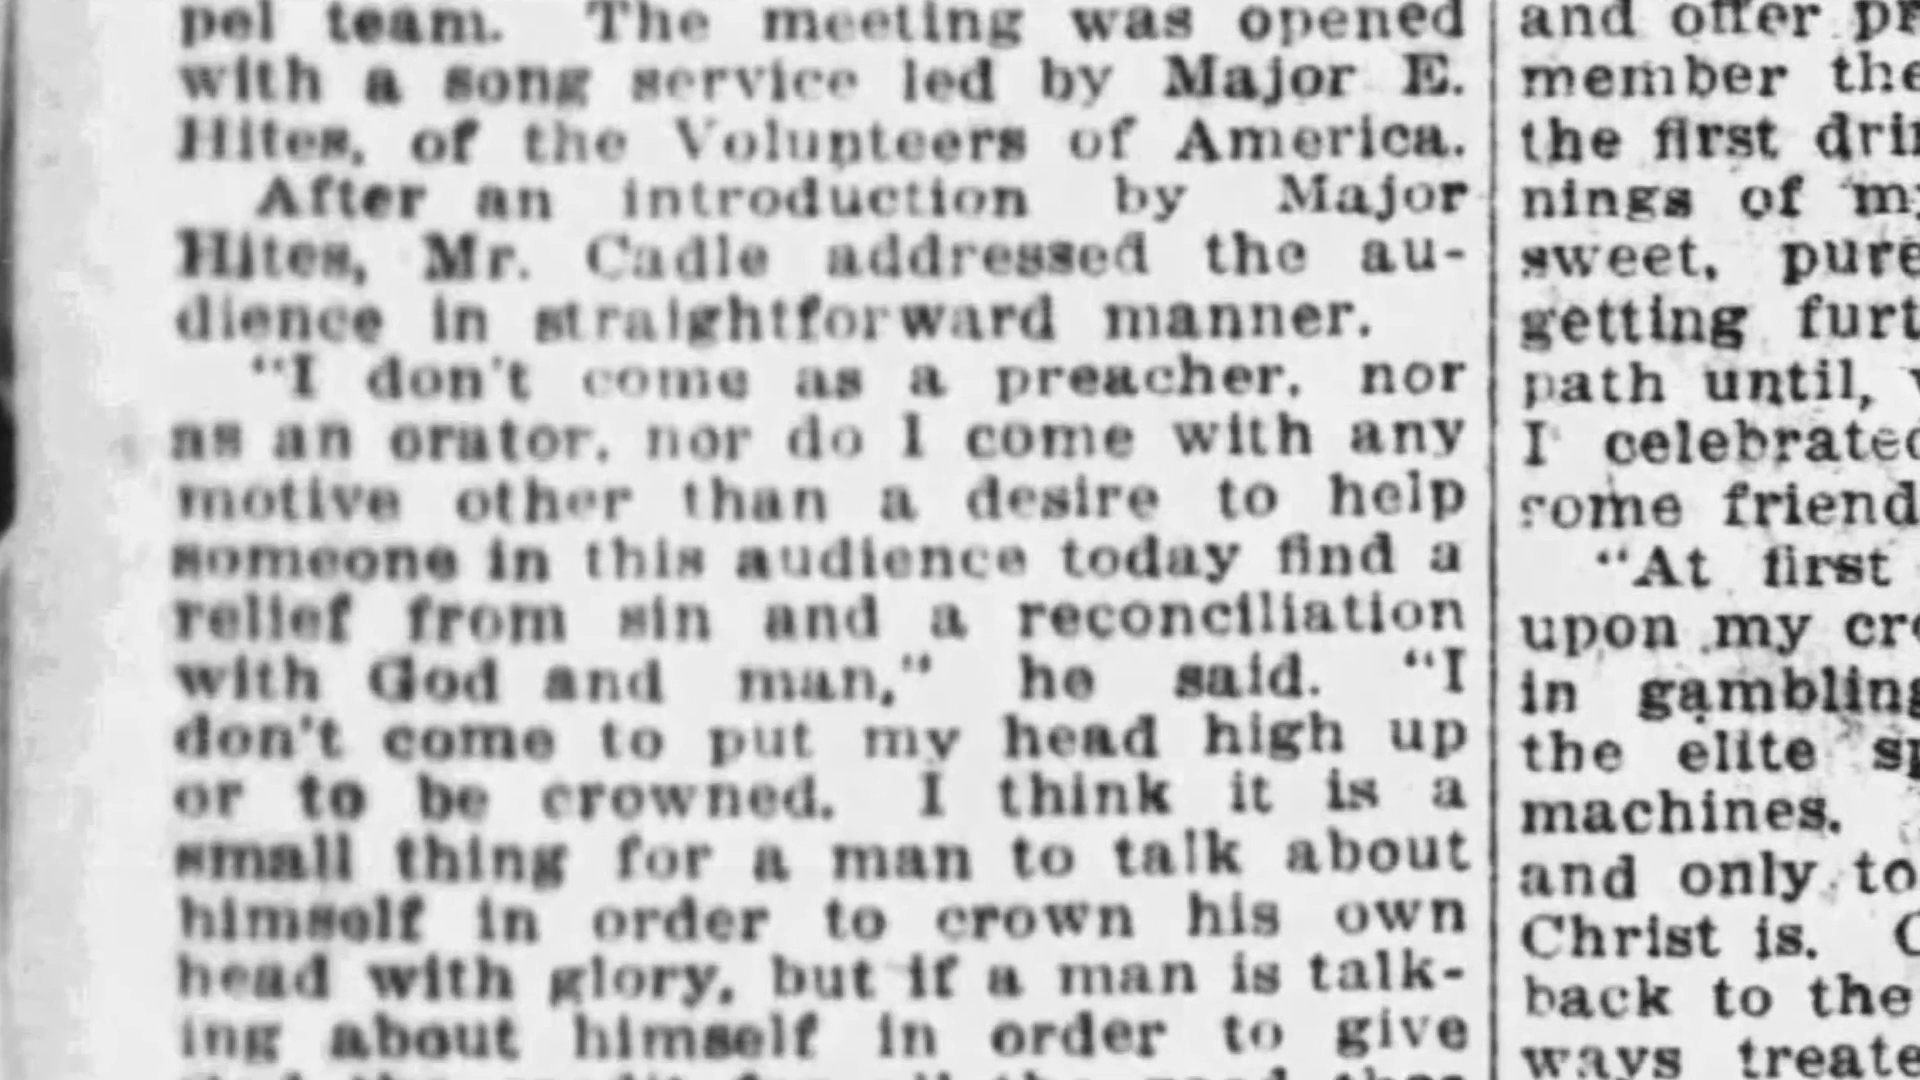 pel team. The meeting was opened
with a song service led by Major E.
Hites, of the Volunteers of America.
After an introduction by Major
Hites, Mr. Cadle addressed the au-
dience in straightforward manner.
"I don't come as a preacher, nor
as an orator, nor do I come with any
motive other than a desire to help
someone in this audience today find a
relief from sin and a reconciliation
with God and man," he said. "I
don't come to put my head high up
or to be crowned. I think it is a
small thing for a man to talk about
himself in order to crown his own
head with glory, but if a man is talk-
ing about himself in order to give
and offer
member the
the first
nings of
sweet, pure
getting
path until,
I celebrated
some friend
"At first
upon my
in gambling
the elite
machines.
and only to
Christ is.
back to the
ways treate